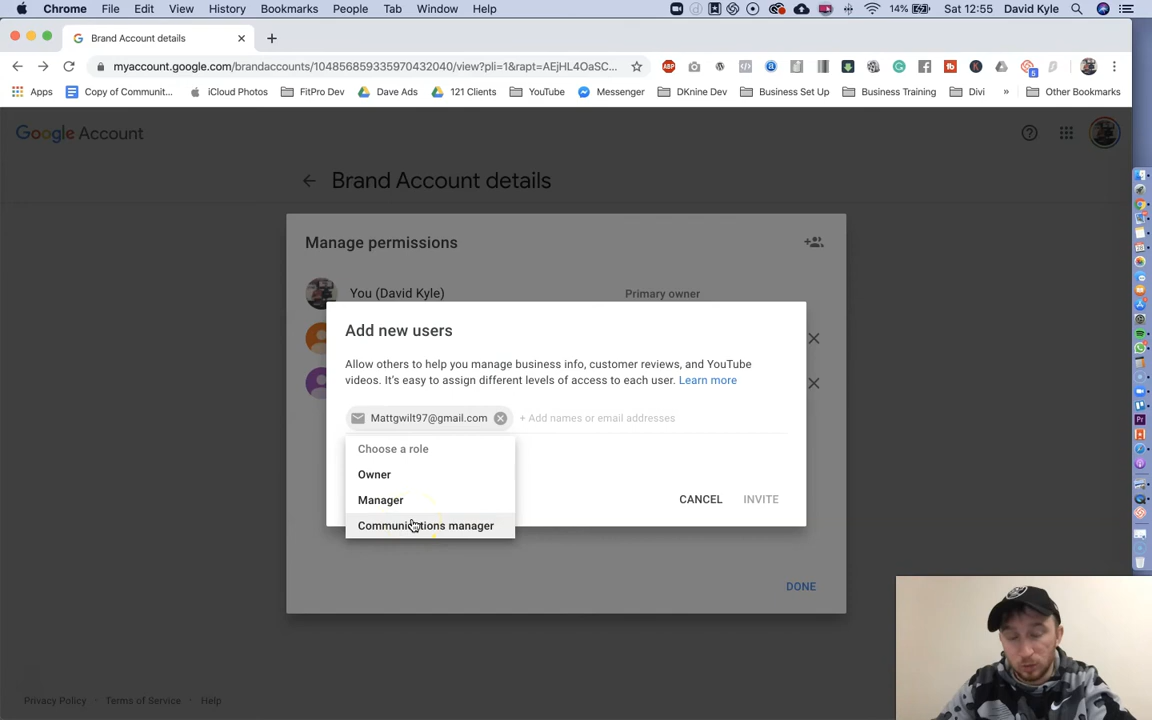 Chrome File Edit View History Bookmarks People Tab Window Help 14% Sat 12:55 David Kyle
Brand Account details
myaccount.google.com/brandaccounts/104856859335970432040/view?pli=1&rapt=AEjHL4OaSC...
Apps Copy of Communit... iCloud Photos FitPro Dev Dave Ads 121 Clients YouTube Messenger DKnine Dev Business Set Up Business Training Divi » Other Bookmarks
Google Account
Brand Account details
Manage permissions
You (David Kyle) Primary owner
Add new users
Allow others to help you manage business info, customer reviews, and YouTube
videos. It's easy to assign different levels of access to each user. Learn more
Mattgwilt97@gmail.com + Add names or email addresses
Choose a role
Owner
Manager
Communications manager
CANCEL INVITE
DONE
Privacy Policy · Terms of Service · Help